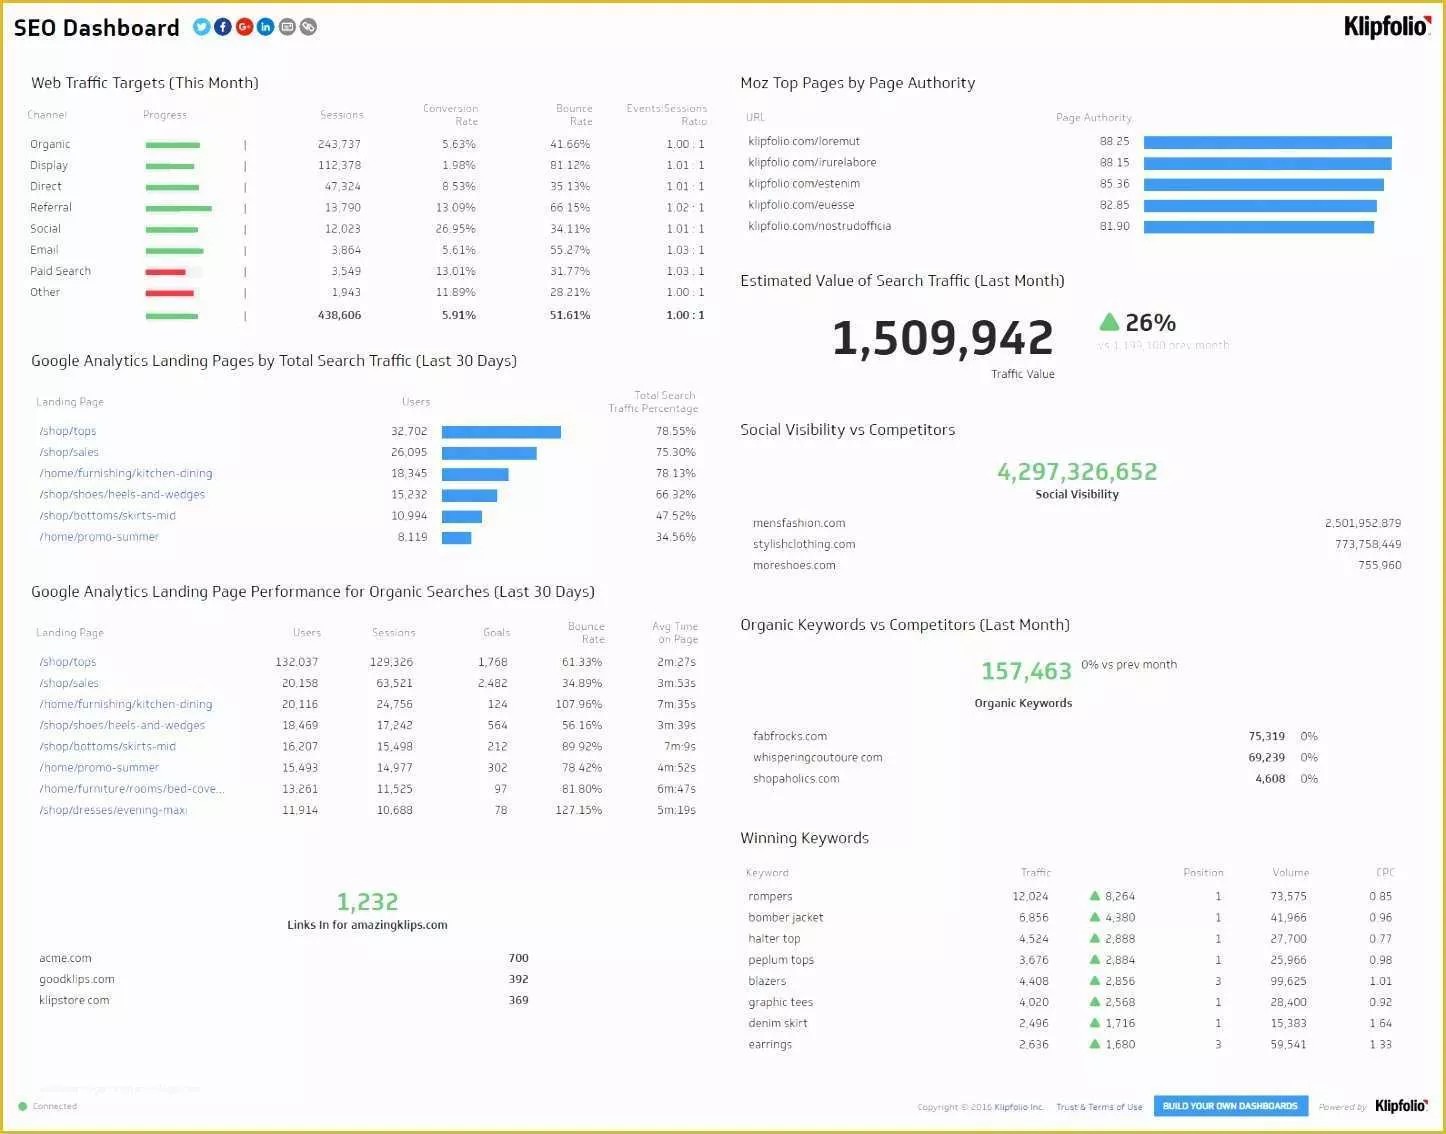 SEO Dashboard
Klipfolio
Web Traffic Targets (This Month)
Channel Progress Sessions Conversion Rate Bounce Rate Events:Sessions Ratio
Organic 243,737 5.63% 41.66% 1.00 : 1
Display 112,378 1.98% 81.12% 1.01 : 1
Direct 47,324 8.53% 35.13% 1.01 : 1
Referral 13,790 13.09% 66.15% 1.02 : 1
Social 12,023 26.95% 34.11% 1.01 : 1
Email 3,864 5.61% 55.27% 1.03 : 1
Paid Search 3,549 13.01% 31.77% 1.03 : 1
Other 1,943 11.89% 28.21% 1.00 : 1
438,606 5.91% 51.61% 1.00 : 1
Google Analytics Landing Pages by Total Search Traffic (Last 30 Days)
Landing Page Users Total Search Traffic Percentage
/shop/tops 32,702 78.55%
/shop/sales 26,095 75.30%
/home/furnishing/kitchen-dining 18,345 78.13%
/shop/shoes/heels-and-wedges 15,232 66.32%
/shop/bottoms/skirts-mid 10,994 47.52%
/home/promo-summer 8,119 34.56%
Google Analytics Landing Page Performance for Organic Searches (Last 30 Days)
Landing Page Users Sessions Goals Bounce Rate Avg Time on Page
/shop/tops 132,037 129,326 1,768 61.33% 2m:27s
/shop/sales 20,158 63,521 2,482 34.89% 3m:53s
/home/furnishing/kitchen-dining 20,116 24,756 124 107.96% 7m:35s
/shop/shoes/heels-and-wedges 18,469 17,242 564 56.16% 3m:39s
/shop/bottoms/skirts-mid 16,207 15,498 212 89.92% 7m:9s
/home/promo-summer 15,493 14,977 302 78.42% 4m:52s
/home/furniture/rooms/bed-cove... 13,261 11,525 97 81.80% 6m:47s
/shop/dresses/evening-maxi 11,914 10,688 78 127.15% 5m:19s
1,232
Links In for amazingklips.com
acme.com 700
goodklips.com 392
klipstore.com 369
Moz Top Pages by Page Authority
URL Page Authority
klipfolio.com/loremut 88.25
klipfolio.com/irurelabore 88.15
klipfolio.com/estenim 85.36
klipfolio.com/euesse 82.85
klipfolio.com/nostrudofficia 81.90
Estimated Value of Search Traffic (Last Month)
1,509,942
Traffic Value
26%
vs 1,199,100 prev month
Social Visibility vs Competitors
4,297,326,652
Social Visibility
mensfashion.com 2,501,952,879
stylishclothing.com 773,758,449
moreshoes.com 755,960
Organic Keywords vs Competitors (Last Month)
157,463 0% vs prev month
Organic Keywords
fabfrocks.com 75,319 0%
whisperingcoutoure.com 69,239 0%
shopaholics.com 4,608 0%
Winning Keywords
Keyword Traffic Position Volume CPC
rompers 12,024 8,264 1 73,575 0.85
bomber jacket 6,856 4,380 1 41,966 0.96
halter top 4,524 2,888 1 27,700 0.77
peplum tops 3,676 2,884 1 25,966 0.98
blazers 4,408 2,856 3 99,625 1.01
graphic tees 4,020 2,568 1 28,400 0.92
denim skirt 2,496 1,716 1 15,383 1.64
earrings 2,636 1,680 3 59,541 1.33
Connected
Copyright © 2016 Klipfolio Inc. Trust & Terms of Use BUILD YOUR OWN DASHBOARDS Powered by Klipfolio